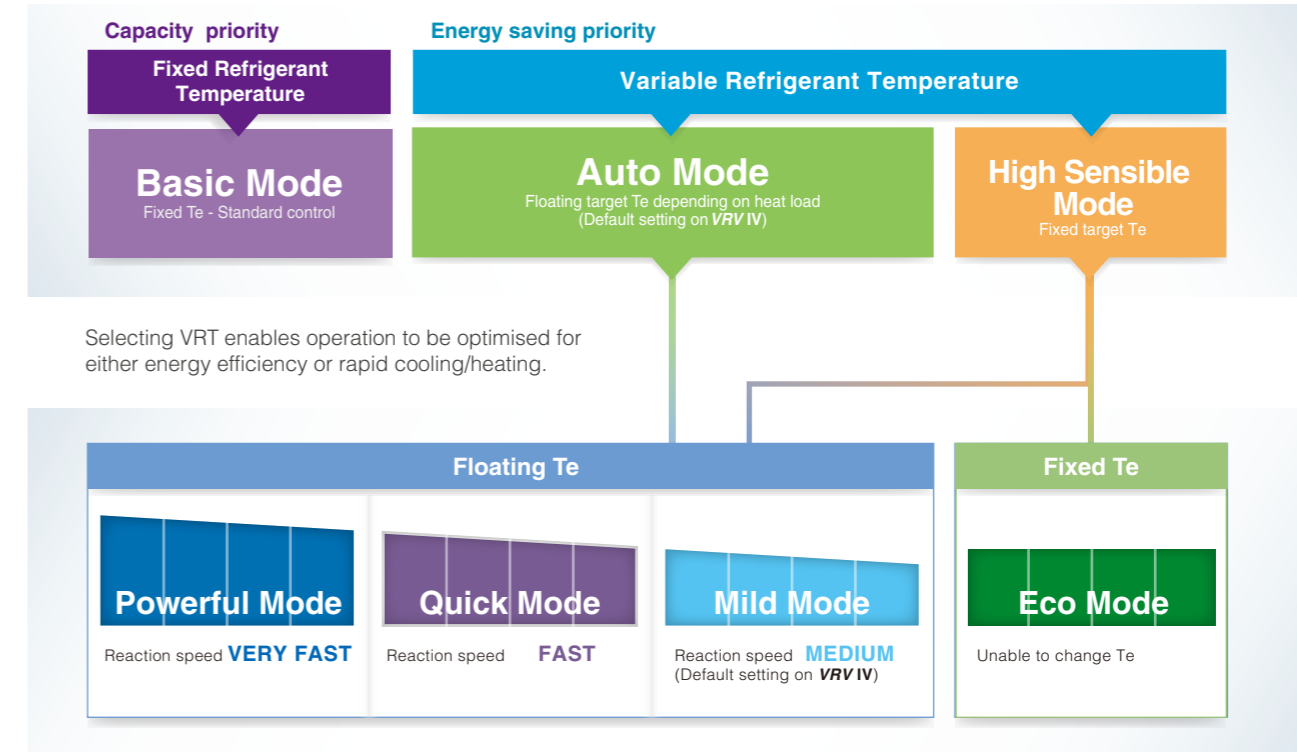 Capacity priority
Energy saving priority
Fixed Refrigerant
Temperature
Variable Refrigerant Temperature
Basic Mode
Fixed Te - Standard control
Auto Mode
Floating target Te depending on heat load
(Default setting on VRV IV)
High Sensible
Mode
Fixed target Te
Selecting VRT enables operation to be optimised for
either energy efficiency or rapid cooling/heating.
Floating Te
Fixed Te
Powerful Mode
Reaction speed VERY FAST
Quick Mode
Reaction speed FAST
Mild Mode
Reaction speed MEDIUM
(Default setting on VRV IV)
Eco Mode
Unable to change Te